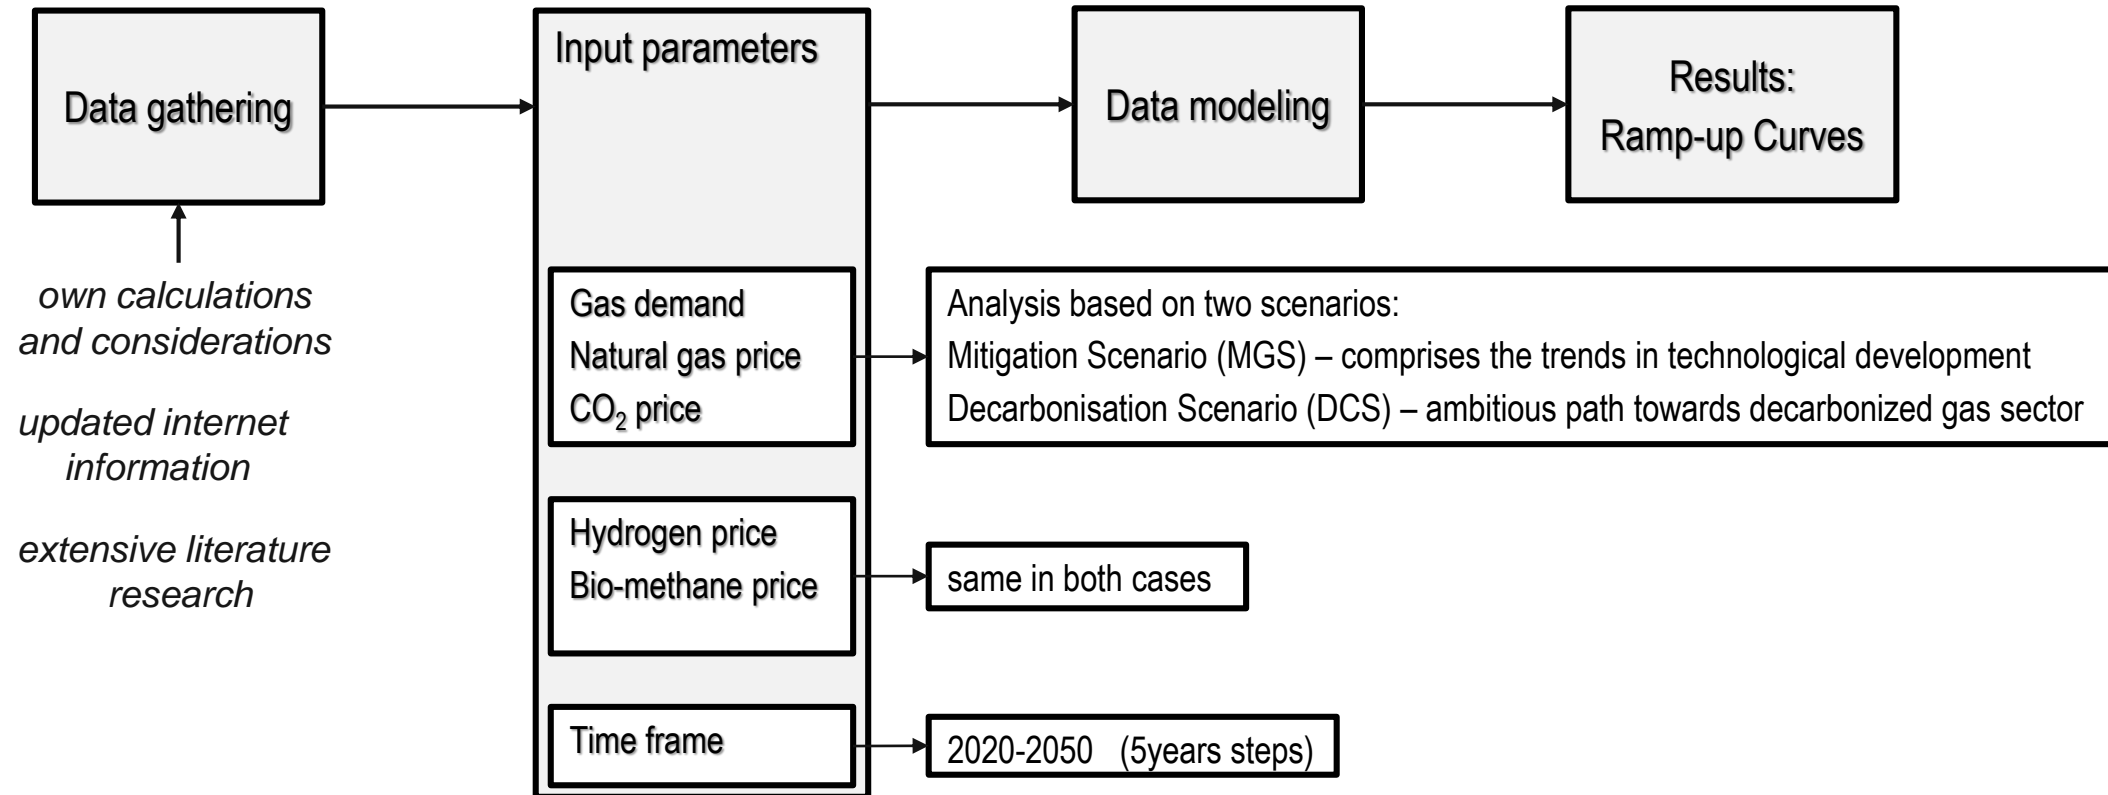 Data gathering
own calculations
and considerations
updated internet
information
extensive literature
research
Input parameters
Gas demand
Natural gas price
CO₂ price
Hydrogen price
Bio-methane price
Time frame
Data modeling
Results:
Ramp-up Curves
Analysis based on two scenarios:
Mitigation Scenario (MGS) – comprises the trends in technological development
Decarbonisation Scenario (DCS) – ambitious path towards decarbonized gas sector
same in both cases
2020-2050 (5years steps)